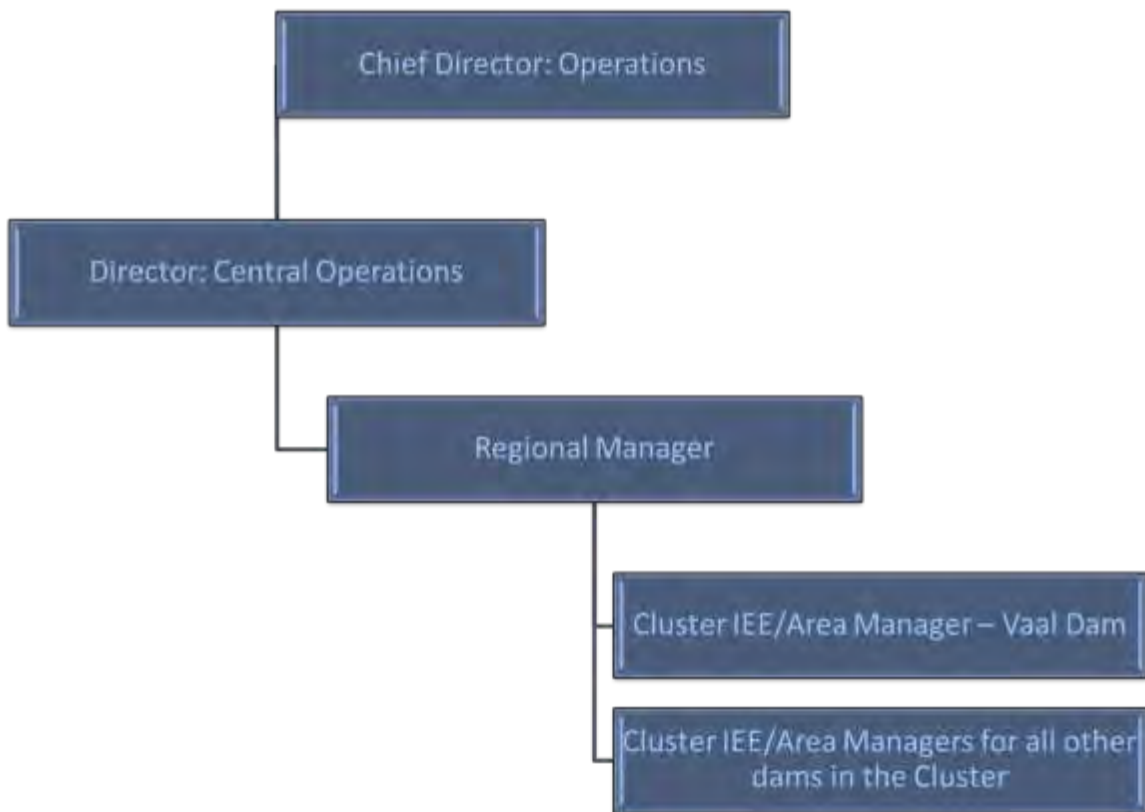 Chief Director: Operations
Director: Central Operations
Regional Manager
Cluster IEE/Area Manager – Vaal Dam
Cluster IEE/Area Managers for all other
dams in the Cluster